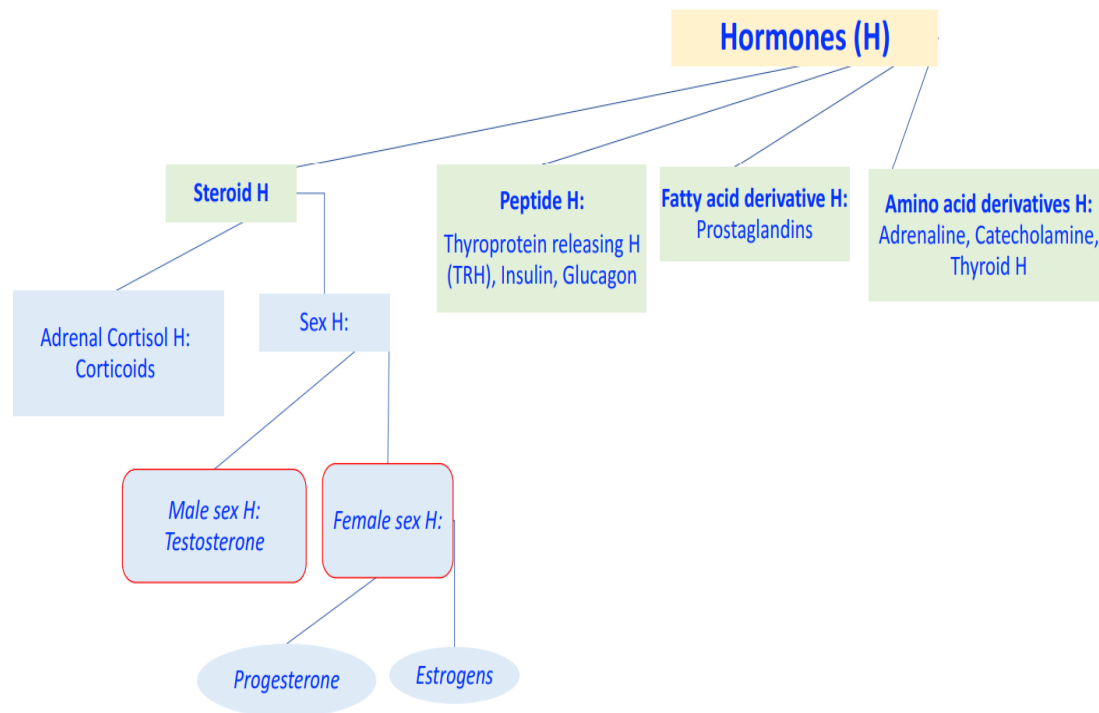 Hormones (H)
Steroid H
Peptide H:
Thyroprotein releasing H
(TRH), Insulin, Glucagon
Fatty acid derivative H:
Prostaglandins
Amino acid derivatives H:
Adrenaline, Catecholamine,
Thyroid H
Adrenal Cortisol H:
Corticoids
Sex H:
Male sex H:
Testosterone
Female sex H:
Progesterone
Estrogens